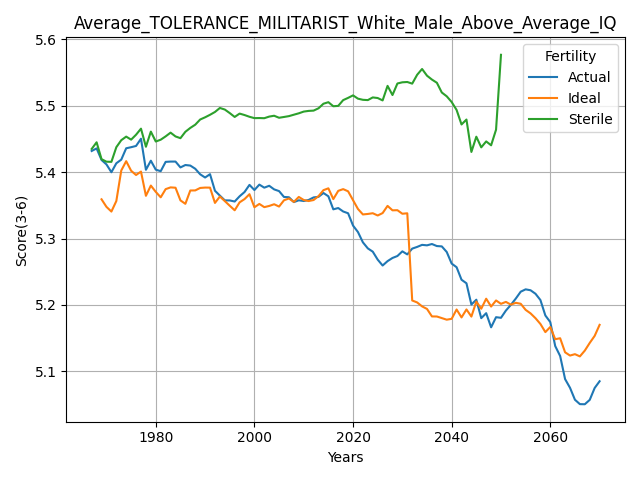 Average_TOLERANCE_MILITARIST_White_Male_Above_Average_IQ
Score(3-6)
5.6
5.5
5.4
5.3
5.2
5.1
Fertility
Actual
Ideal
Sterile
1980
2000
2020
2040
2060
Years